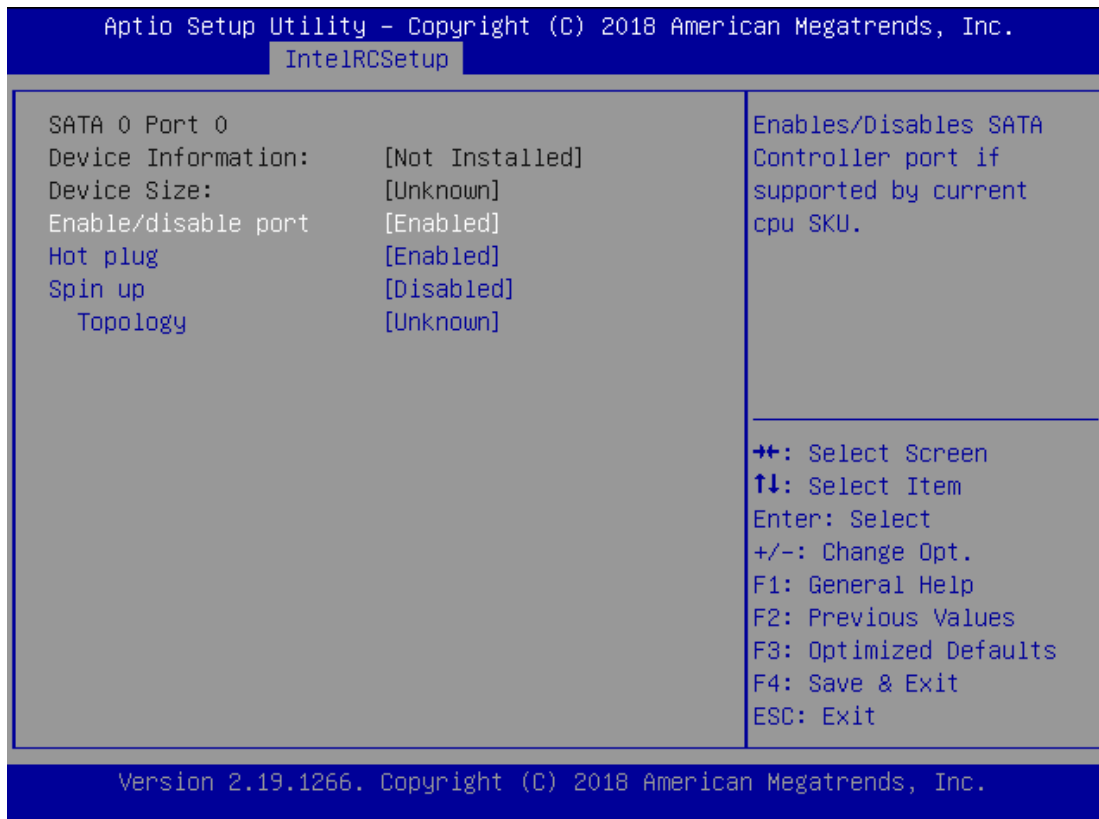 Aptio Setup Utility – Copyright (C) 2018 American Megatrends, Inc.
IntelRCSetup
SATA 0 Port 0
Device Information: [Not Installed]
Device Size: [Unknown]
Enable/disable port [Enabled]
Hot plug [Enabled]
Spin up [Disabled]
Topology [Unknown]
Enables/Disables SATA
Controller port if
supported by current
cpu SKU.
→←: Select Screen
↑↓: Select Item
Enter: Select
+/-: Change Opt.
F1: General Help
F2: Previous Values
F3: Optimized Defaults
F4: Save & Exit
ESC: Exit
Version 2.19.1266. Copyright (C) 2018 American Megatrends, Inc.